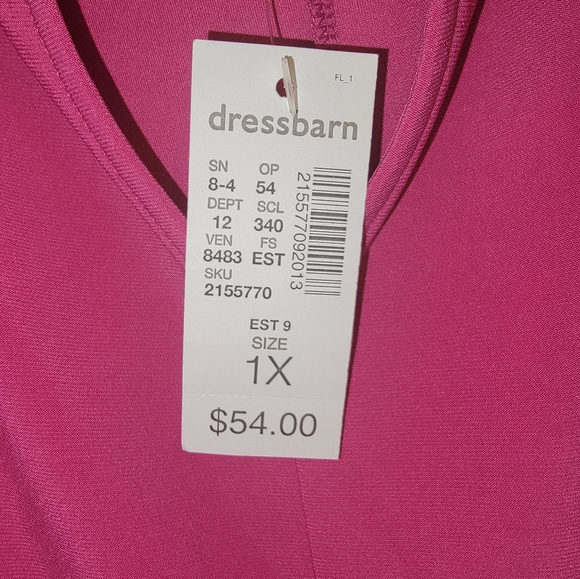 FL_1
dressbarn
SN OP
8-4 54
DEPT SCL
12 340
VEN FS
8483 EST
SKU
2155770
215577092013
EST 9
SIZE
1X
$54.00